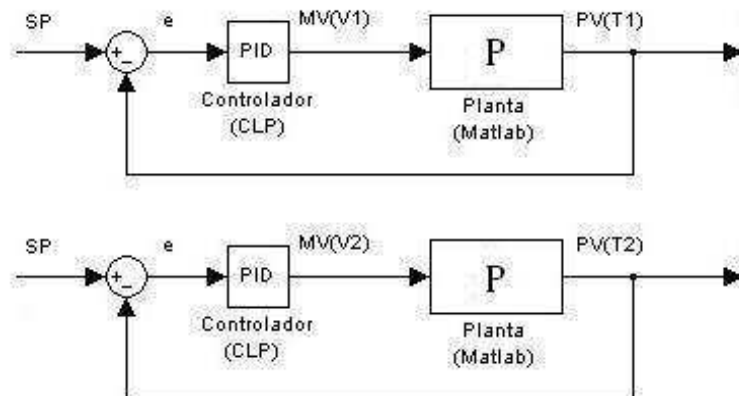 SP
e
MV(V1)
PV(T1)
+
−
PID
P
Controlador
(CLP)
Planta
(Matlab)
SP
e
MV(V2)
PV(T2)
+
−
PID
P
Controlador
(CLP)
Planta
(Matlab)